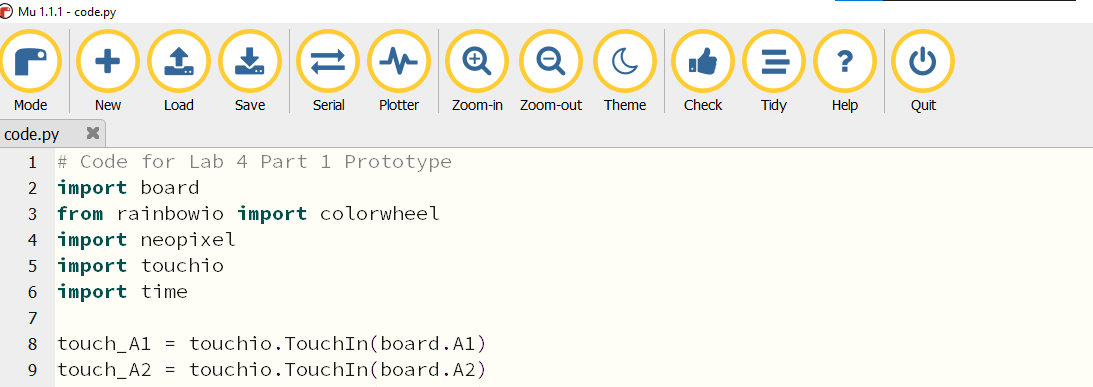 Mu 1.1.1 - code.py
Mode New Load Save Serial Plotter Zoom-in Zoom-out Theme Check Tidy Help Quit
code.py
1 # Code for Lab 4 Part 1 Prototype
2 import board
3 from rainbowio import colorwheel
4 import neopixel
5 import touchio
6 import time
7
8 touch_A1 = touchio.TouchIn(board.A1)
9 touch_A2 = touchio.TouchIn(board.A2)